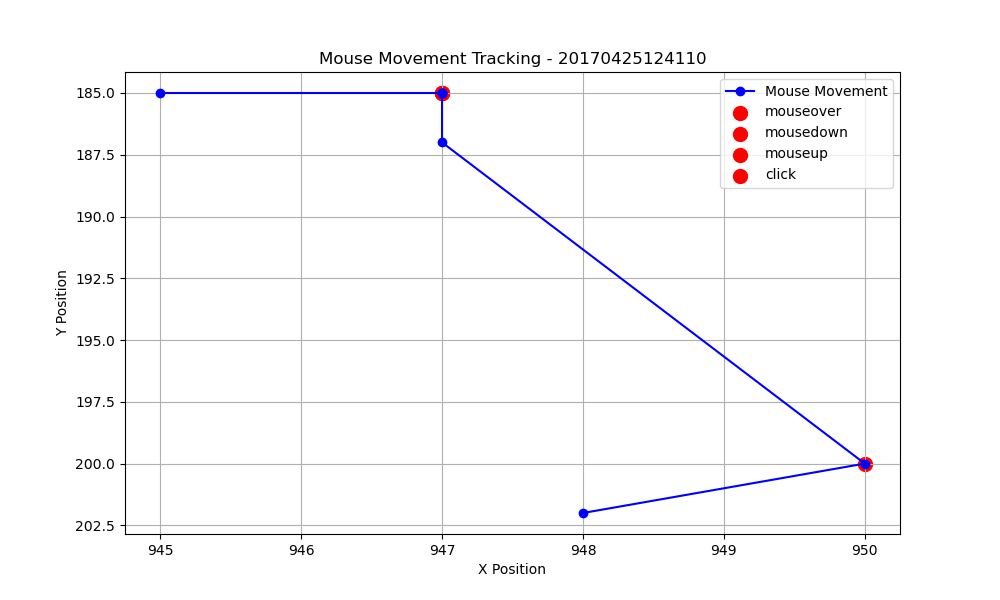 Mouse Movement Tracking - 20170425124110
Mouse Movement
mouseover
mousedown
mouseup
click
185.0
187.5
190.0
192.5
195.0
197.5
200.0
202.5
Y Position
945 946 947 948 949 950
X Position